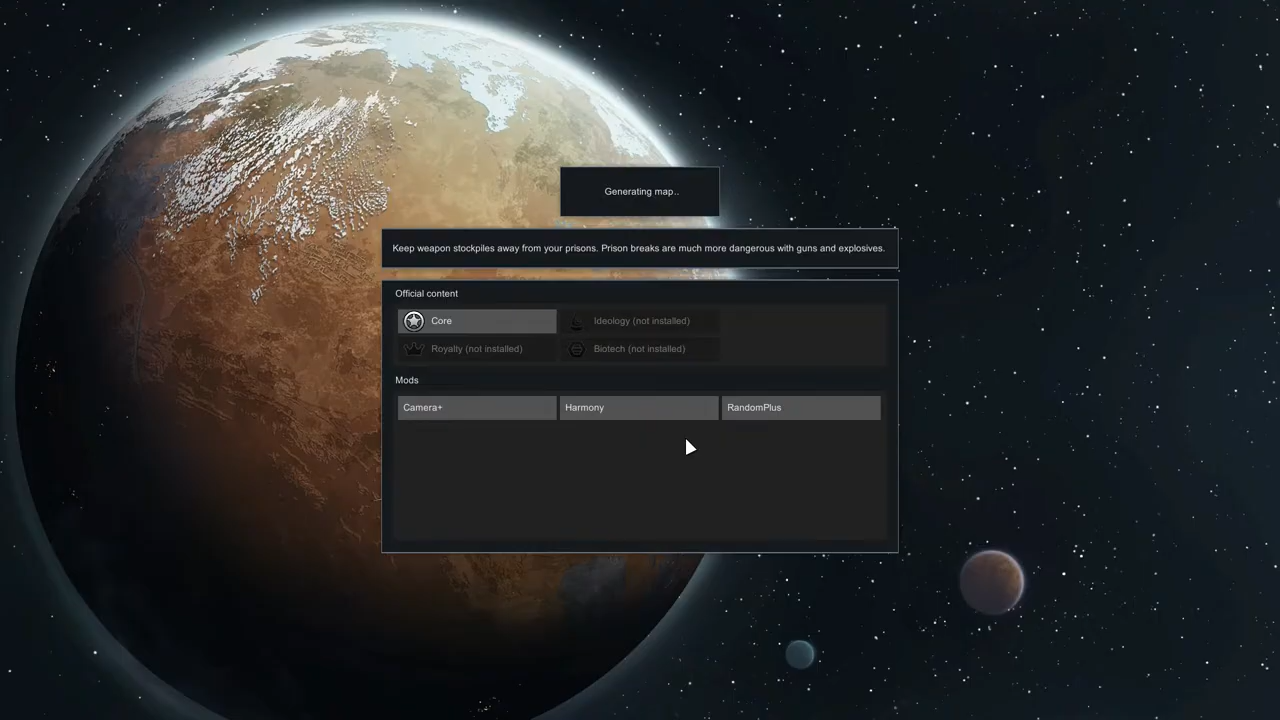 Generating map..
Keep weapon stockpiles away from your prisons. Prison breaks are much more dangerous with guns and explosives.
Official content
Core
Ideology (not installed)
Royalty (not installed)
Biotech (not installed)
Mods
Camera+
Harmony
RandomPlus